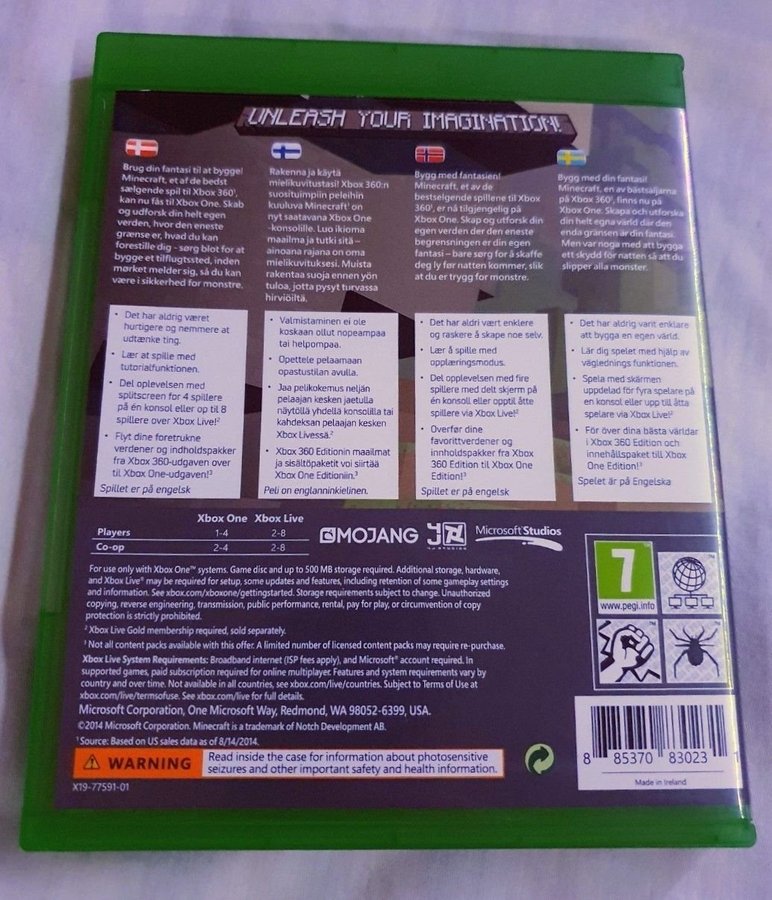 UNLEASH YOUR IMAGINATION!
Brug din fantasi til at bygge!
Minecraft, et af de bedst
sælgende spil til Xbox 360¹,
kan nu fås til Xbox One. Skab
og udforsk din helt egen
verden, hvor den eneste
grænse er, hvad du kan
forestille dig - sørg blot for at
bygge et tilflugtssted, inden
mørket melder sig, så du kan
være i sikkerhed for monstre.
• Det har aldrig været
hurtigere og nemmere at
udtænke ting.
• Lær at spille med
tutorialfunktionen.
• Del oplevelsen med
splitscreen for 4 spillere
på én konsol eller op til 8
spillere over Xbox Live!²
• Flyt dine foretrukne
verdener og indholdspakker
fra Xbox 360-udgaven over
til Xbox One-udgaven!³
Spillet er på engelsk
Rakenna ja käytä
mielikuvitustasi! Xbox 360:n
suosituimpiin peleihin
kuuluva Minecraft¹ on
nyt saatavana Xbox One
-konsolille. Luo ikioma
maailma ja tutki sitä –
ainoana rajana on oma
mielikuvituksesi. Muista
rakentaa suoja ennen yön
tuloa, jotta pysyt turvassa
hirviöiltä.
• Valmistaminen ei ole
koskaan ollut nopeampaa
tai helpompaa.
• Opettele pelaamaan
opastustilan avulla.
• Jaa pelikokemus neljän
pelaajan kesken jaetulla
näytöllä yhdellä konsolilla tai
kahdeksan pelaajan kesken
Xbox Livessä.²
• Xbox 360 Editionin maailmat
ja sisältöpaketit voi siirtää
Xbox One Editioniin.³
Peli on englanninkielinen.
Bygg med fantasien!
Minecraft, et av de
bestselgende spillene til Xbox
360¹, er nå tilgjengelig på
Xbox One. Skap og utforsk din
egen verden der den eneste
begrensningen er din egen
fantasi – bare sørg for å skaffe
deg ly før natten kommer, slik
at du er trygg for monstre.
• Det har aldri vært enklere
og raskere å skape noe selv.
• Lær å spille med
opplæringsmodus.
• Del opplevelsen med fire
spillere med delt skjerm på
én konsoll eller opptil åtte
spillere via Xbox Live!²
• Overfør dine
favorittverdener og
innholdspakker fra Xbox
360 Edition til Xbox One
Edition!³
Spillet er på engelsk
Bygg med din fantasi!
Minecraft, en av bästsäljarna
på Xbox 360¹, finns nu på
Xbox One. Skapa och utforska
din helt egna värld där den
enda gränsen är din fantasi.
Men var noga med att bygga
ett skydd för natten så att du
slipper alla monster.
• Det har aldrig varit enklare
att bygga en egen värld.
• Lär dig spelet med hjälp av
väglednings funktionen.
• Spela med skärmen
uppdelad för fyra spelare på
en konsol eller upp till åtta
spelare via Xbox Live!²
• För över dina bästa världar
i Xbox 360 Edition och
innehållspaket till Xbox
One Edition!³
Spelet är på Engelska
Xbox One Xbox Live
Players 1-4 2-8
Co-op 2-4 2-8
MOJANG
4J STUDIOS
Microsoft Studios
For use only with Xbox One™ systems. Game disc and up to 500 MB storage required. Additional storage, hardware,
and Xbox Live® may be required for setup, some updates and features, including retention of some gameplay settings
and information. See xbox.com/xboxone/gettingstarted. Storage requirements subject to change. Unauthorized
copying, reverse engineering, transmission, public performance, rental, pay for play, or circumvention of copy
protection is strictly prohibited.
² Xbox Live Gold membership required, sold separately.
³ Not all content packs available with this offer. A limited number of licensed content packs may require re-purchase.
Xbox Live System Requirements: Broadband internet (ISP fees apply), and Microsoft® account required. In
supported games, paid subscription required for online multiplayer. Features and system requirements vary by
country and over time. Not available in all countries, see xbox.com/live/countries. Subject to Terms of Use at
xbox.com/live/termsofuse. See xbox.com/live for full details.
Microsoft Corporation, One Microsoft Way, Redmond, WA 98052-6399, USA.
©2014 Microsoft Corporation. Minecraft is a trademark of Notch Development AB.
¹ Source: Based on US sales data as of 8/14/2014.
WARNING
Read inside the case for information about photosensitive
seizures and other important safety and health information.
X19-77591-01
7
www.pegi.info
8 85370 83023 1
Made in Ireland